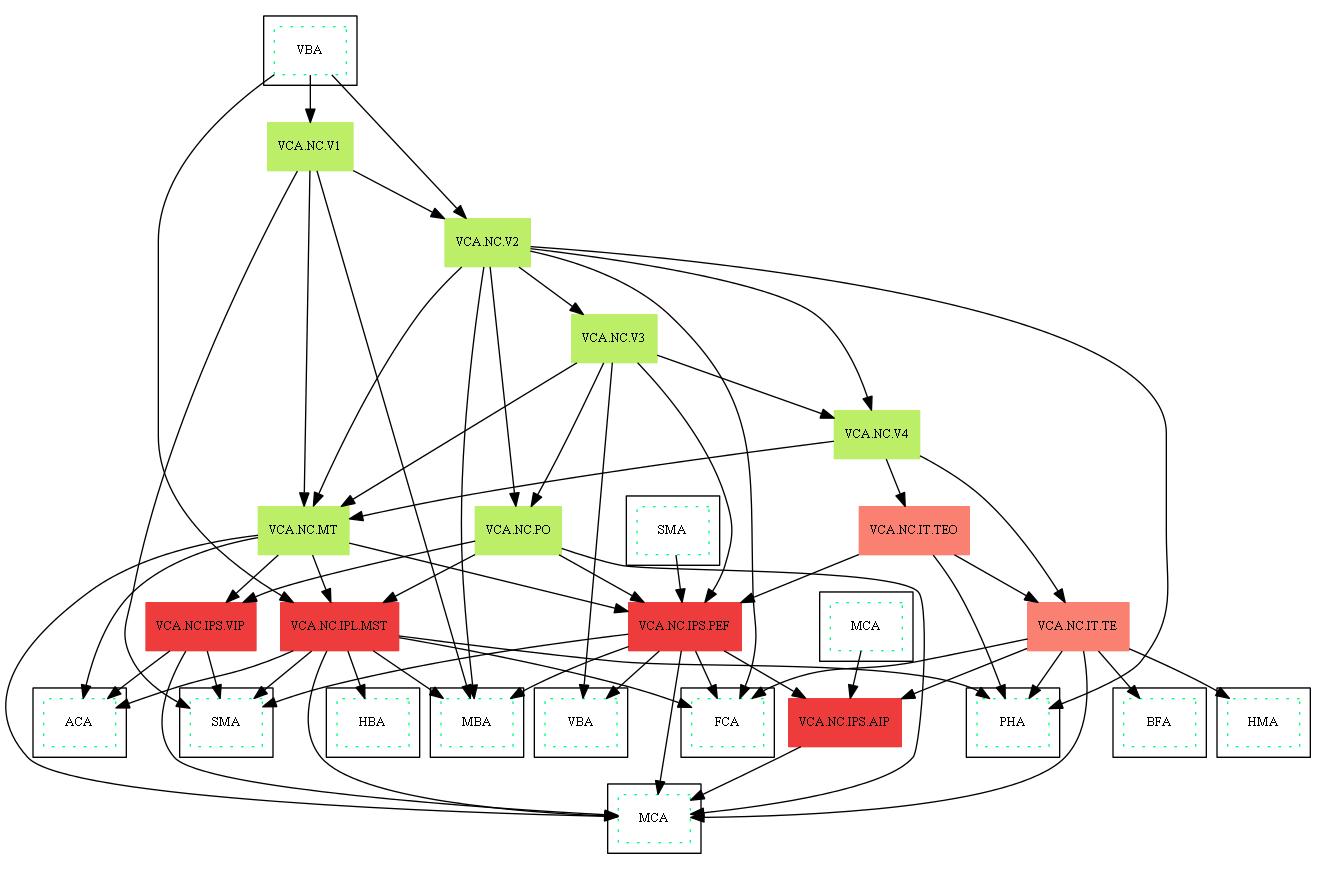 VBA
VCA.NC.V1
VCA.NC.V2
VCA.NC.V3
VCA.NC.V4
VCA.NC.MT
VCA.NC.PO
SMA
VCA.NC.IT.TEO
VCA.NC.IPS.VIP
VCA.NC.IPL.MST
VCA.NC.IPS.PEF
MCA
VCA.NC.IT.TE
ACA
SMA
HBA
MBA
VBA
FCA
VCA.NC.IPS.AIP
PHA
BFA
HMA
MCA